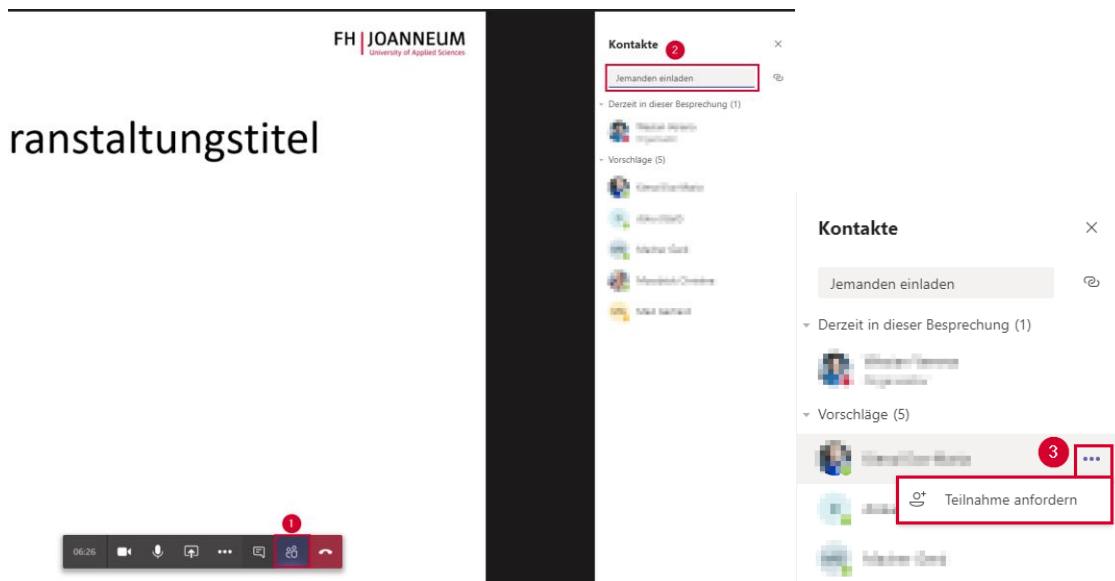 FH | JOANNEUM
University of Applied Sciences
ranstaltungstitel
06:26
1
Kontakte
2
Jemanden einladen
Derzeit in dieser Besprechung (1)
Vorschläge (5)
Kontakte
Jemanden einladen
Derzeit in dieser Besprechung (1)
Vorschläge (5)
3
Teilnahme anfordern